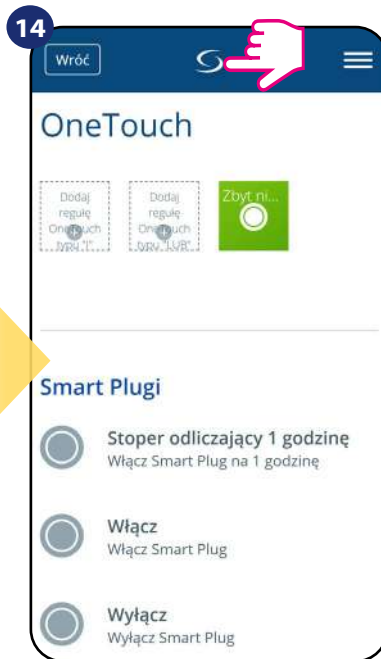 14
Wróć
OneTouch
Dodaj
regułę
OneTouch
typu "I"
Dodaj
regułę
OneTouch
typu "LUB"
Zbyt ni...
Smart Plugi
Stoper odliczający 1 godzinę
Włącz Smart Plug na 1 godzinę
Włącz
Włącz Smart Plug
Wyłącz
Wyłącz Smart Plug